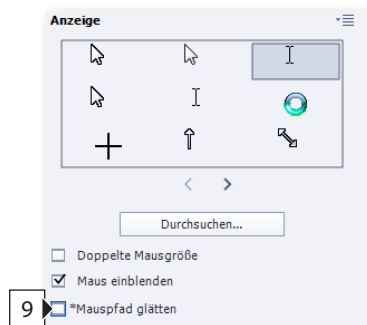 Anzeige
Durchsuchen...
Doppelte Mausgröße
Maus einblenden
9 *Mauspfad glätten